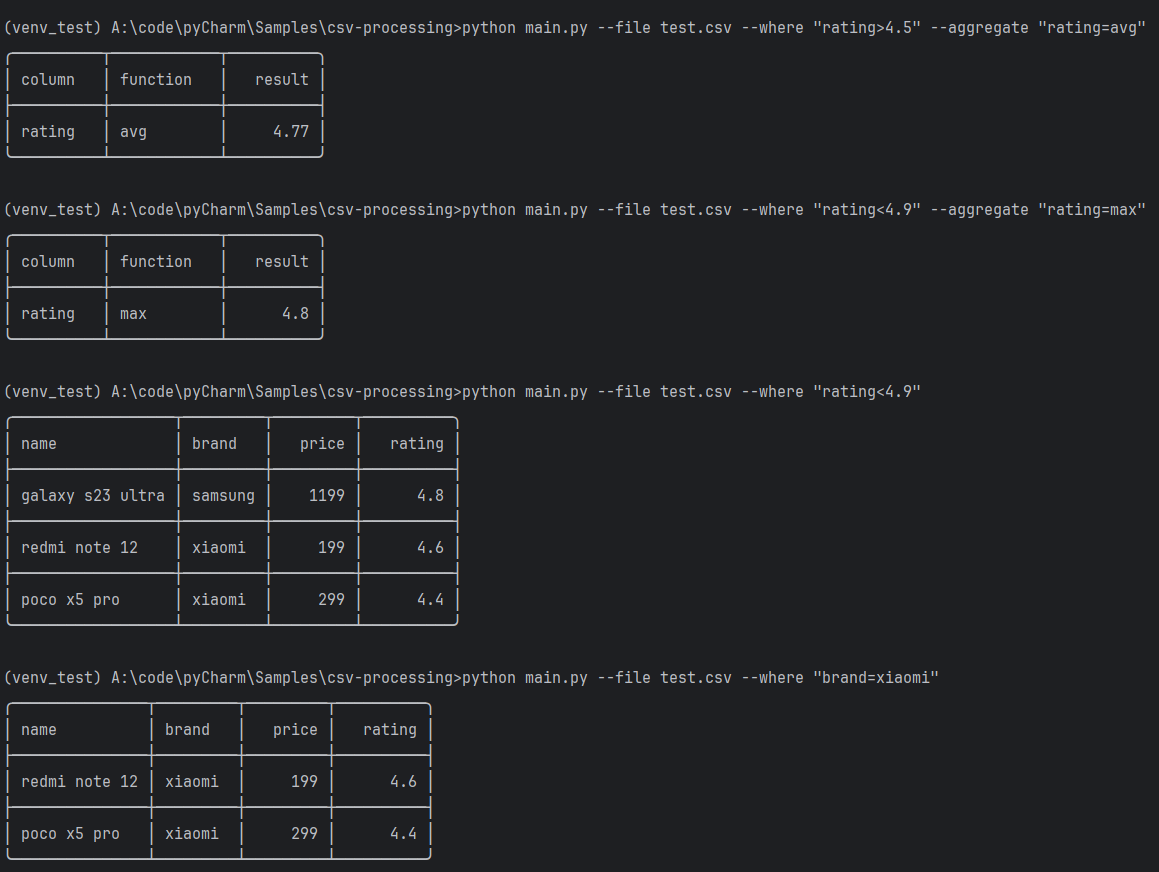 (venv_test) A:\code\pyCharm\Samples\csv-processing>python main.py --file test.csv --where "rating>4.5" --aggregate "rating=avg"
column function result
rating avg 4.77
(venv_test) A:\code\pyCharm\Samples\csv-processing>python main.py --file test.csv --where "rating<4.9" --aggregate "rating=max"
column function result
rating max 4.8
(venv_test) A:\code\pyCharm\Samples\csv-processing>python main.py --file test.csv --where "rating<4.9"
name brand price rating
galaxy s23 ultra samsung 1199 4.8
redmi note 12 xiaomi 199 4.6
poco x5 pro xiaomi 299 4.4
(venv_test) A:\code\pyCharm\Samples\csv-processing>python main.py --file test.csv --where "brand=xiaomi"
name brand price rating
redmi note 12 xiaomi 199 4.6
poco x5 pro xiaomi 299 4.4